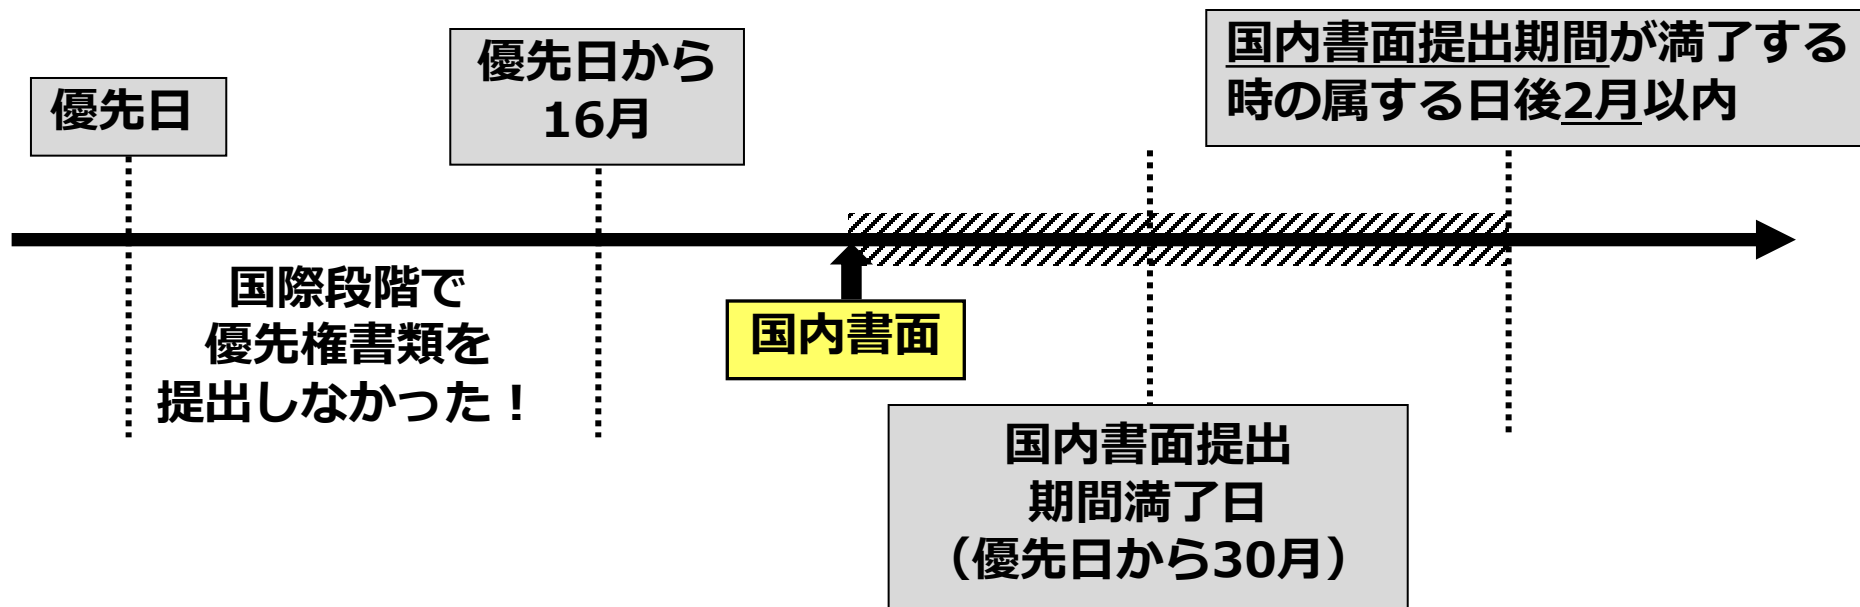 優先日
優先日から
16月
国内書面提出期間が満了する
時の属する日後2月以内
国際段階で
優先権書類を
提出しなかった！
国内書面
国内書面提出
期間満了日
（優先日から30月）